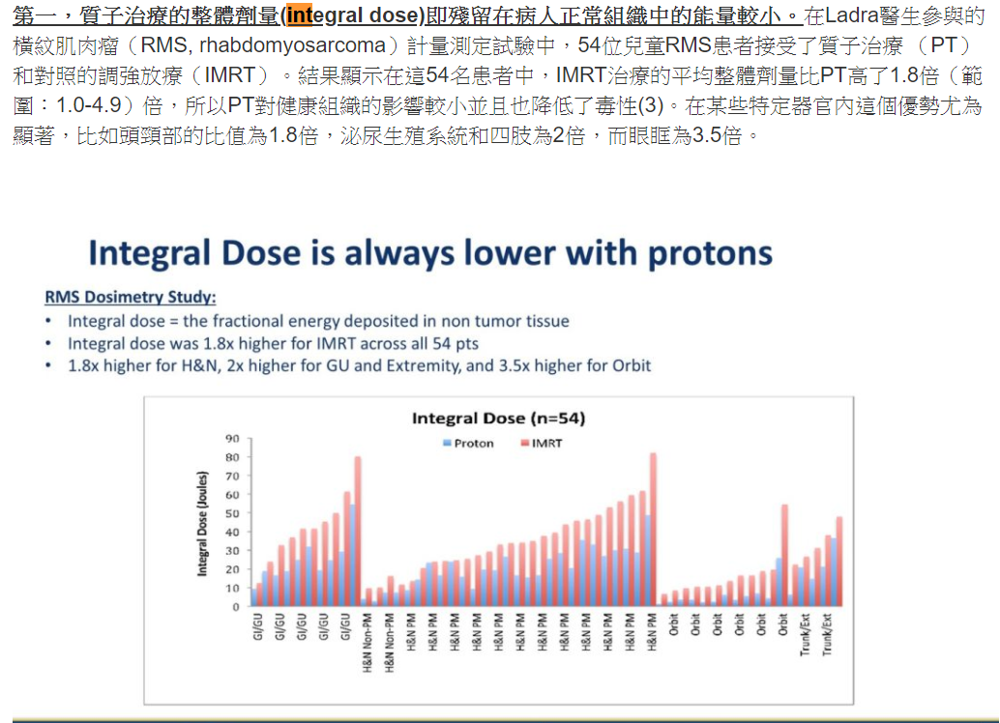 第一，質子治療的整體劑量(integral dose)即殘留在病人正常組織中的能量較小。在Ladra醫生參與的
橫紋肌肉瘤（RMS, rhabdomyosarcoma）計量測定試驗中，54位兒童RMS患者接受了質子治療 （PT）
和對照的調強放療（IMRT）。結果顯示在這54名患者中，IMRT治療的平均整體劑量比PT高了1.8倍（範
圍：1.0-4.9）倍，所以PT對健康組織的影響較小並且也降低了毒性(3)。在某些特定器官內這個優勢尤為
顯著，比如頭頸部的比值為1.8倍，泌尿生殖系統和四肢為2倍，而眼眶為3.5倍。
Integral Dose is always lower with protons
RMS Dosimetry Study:
• Integral dose = the fractional energy deposited in non tumor tissue
• Integral dose was 1.8x higher for IMRT across all 54 pts
• 1.8x higher for H&N, 2x higher for GU and Extremity, and 3.5x higher for Orbit
Integral Dose (n=54)
Proton IMRT
Integral Dose (Joules)
90
80
70
60
50
40
30
20
10
0
GI/GU
GI/GU
GI/GU
GI/GU
GI/GU
H&N Non-PM
H&N Non-PM
H&N PM
H&N PM
H&N PM
H&N PM
H&N PM
H&N PM
H&N PM
H&N PM
H&N PM
H&N PM
H&N PM
H&N PM
Orbit
Orbit
Orbit
Orbit
Orbit
Orbit
Trunk/Ext
Trunk/Ext